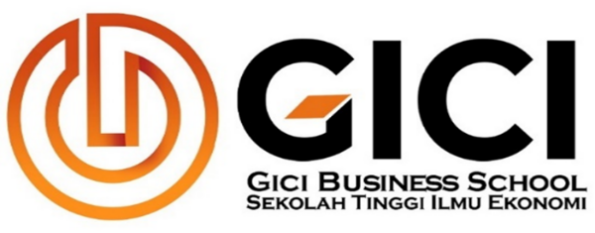 GICI
GICI BUSINESS SCHOOL
SEKOLAH TINGGI ILMU EKONOMI